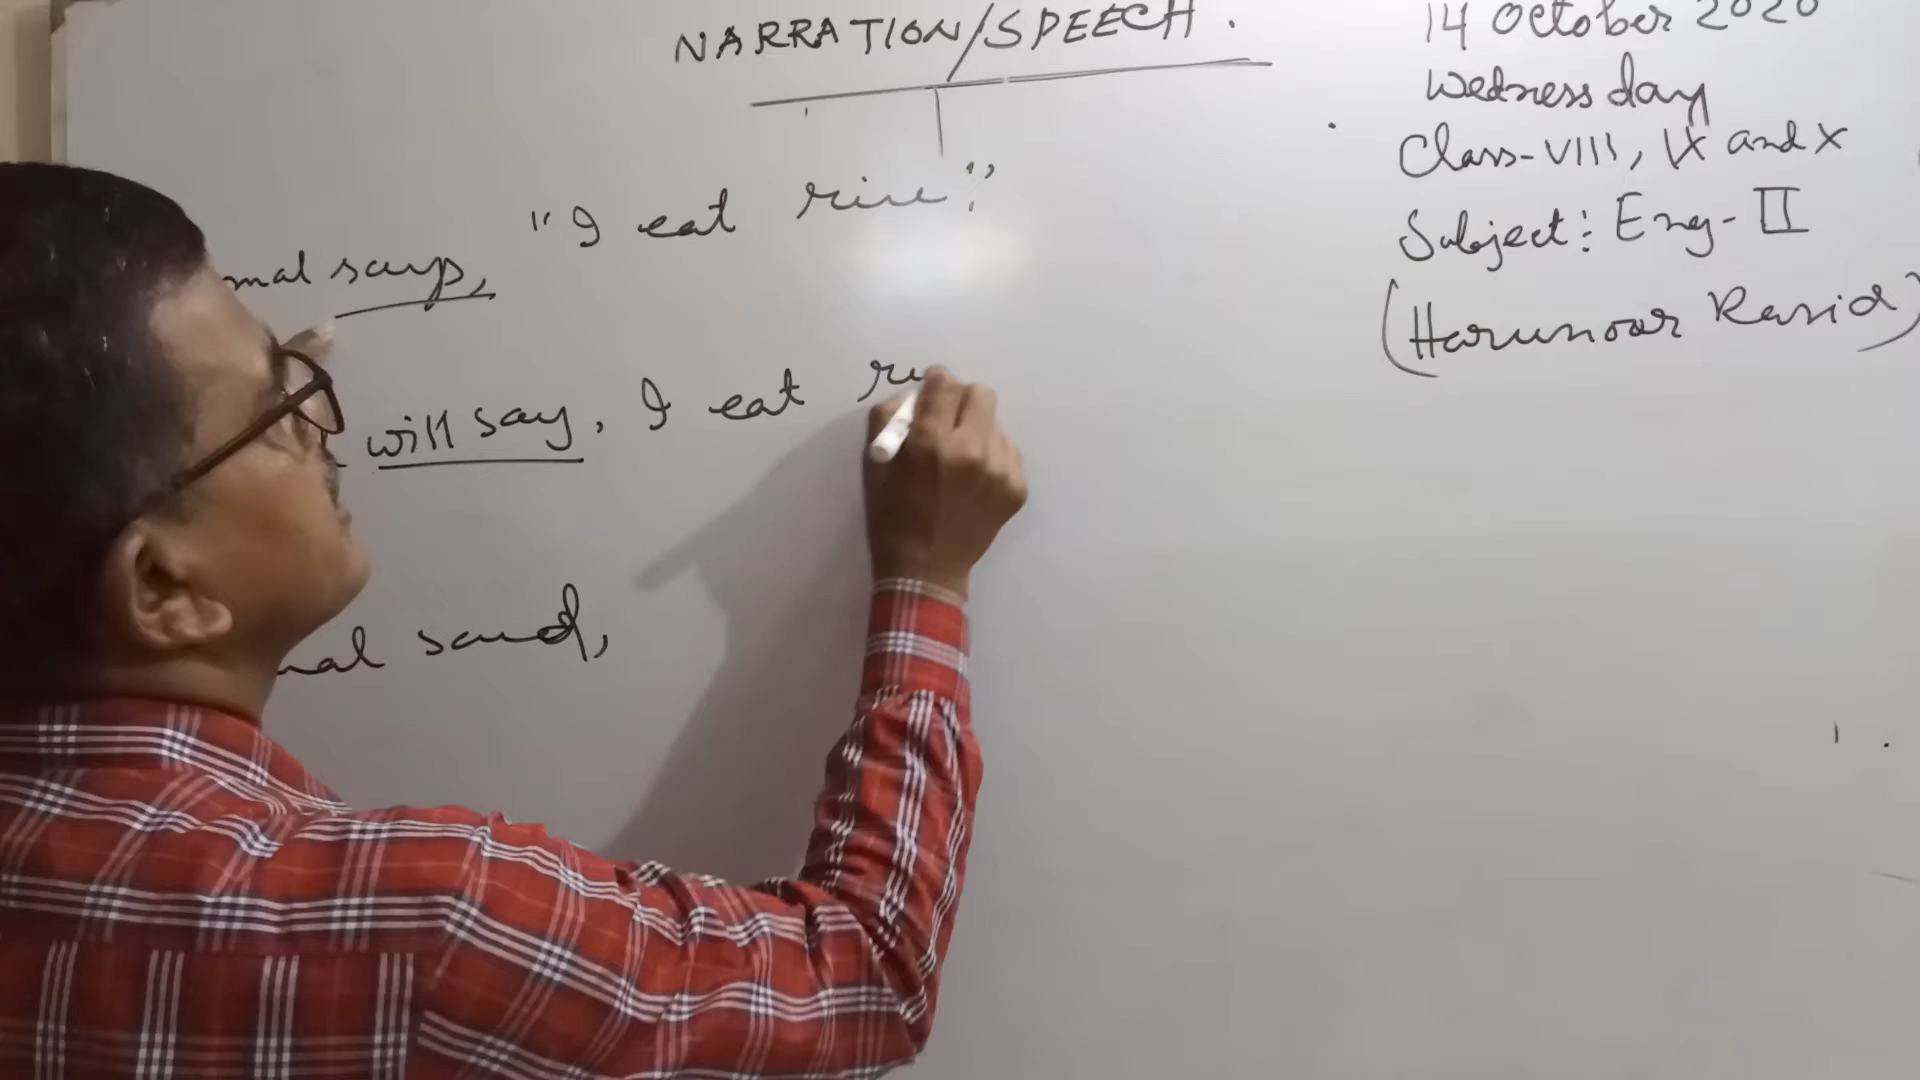 NARRATION/SPEECH.
14 October 2020
Wednessday
Class-VIII, IX and X
Subject: Eng-II
(Harunoar Rasid)
mal says, "I eat rice."
will say, I eat
mal said,